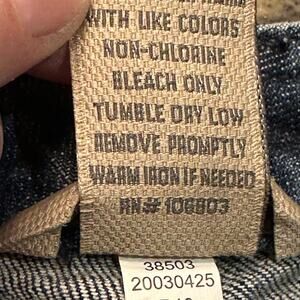 WITH LIKE COLORS
NON-CHLORINE
BLEACH ONLY
TUMBLE DRY LOW
REMOVE PROMPTLY
WARM IRON IF NEEDED
RN# 106803
38503
20030425